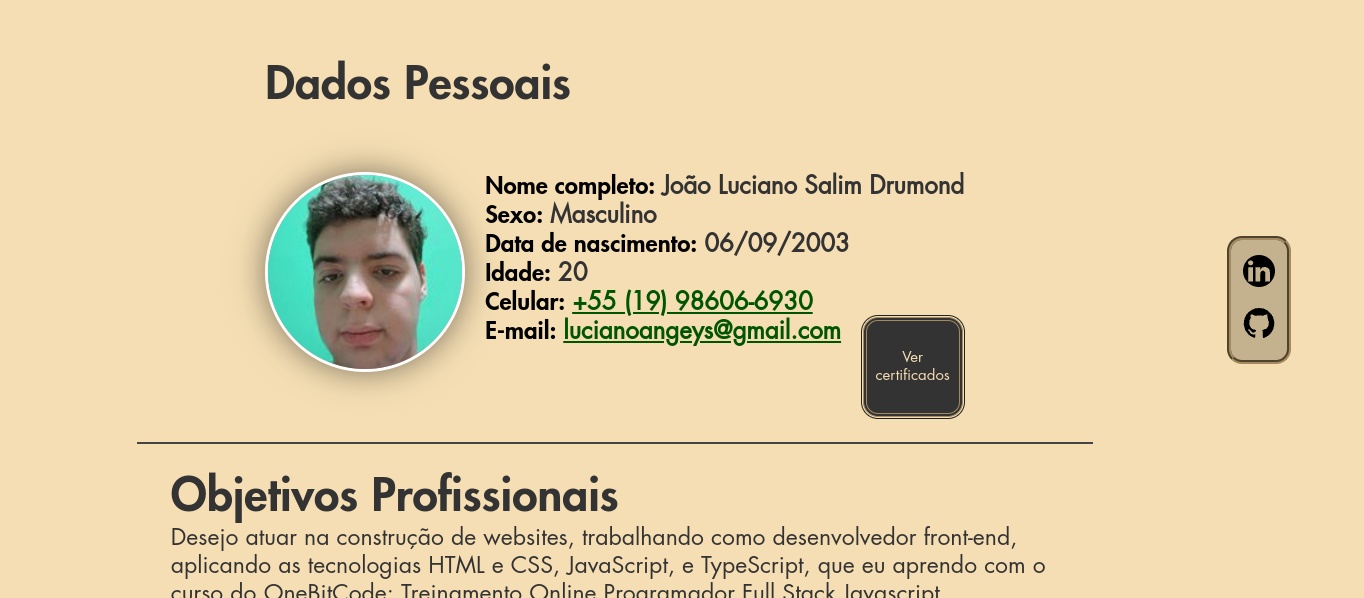 Dados Pessoais
Nome completo: João Luciano Salim Drumond
Sexo: Masculino
Data de nascimento: 06/09/2003
Idade: 20
Celular: +55 (19) 98606-6930
E-mail: lucianoangeys@gmail.com
Ver
certificados
in
Objetivos Profissionais
Desejo atuar na construção de websites, trabalhando como desenvolvedor front-end,
aplicando as tecnologias HTML e CSS, JavaScript, e TypeScript, que eu aprendo com o
curso do OneBitCode: Treinamento Online Programador Full Stack Javascript